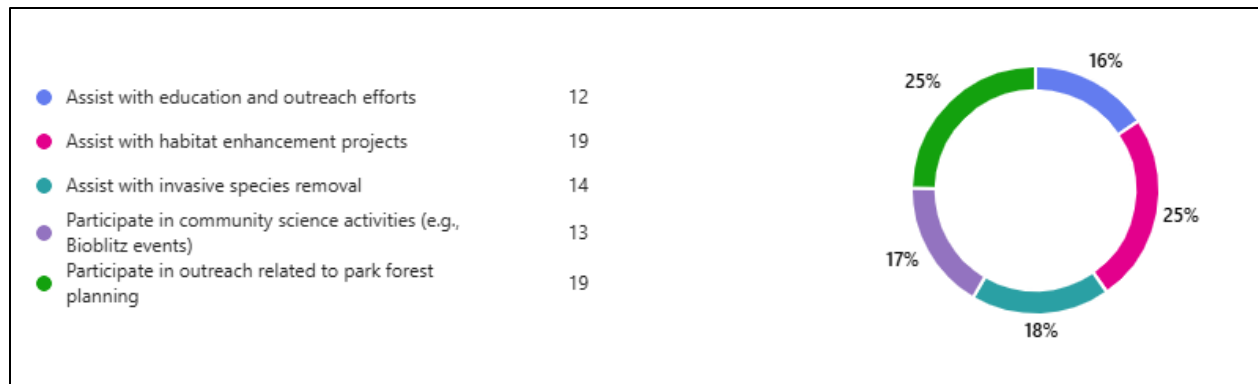 Assist with education and outreach efforts 12
Assist with habitat enhancement projects 19
Assist with invasive species removal 14
Participate in community science activities (e.g.,
Bioblitz events) 13
Participate in outreach related to park forest
planning 19
16%
25%
18%
17%
25%